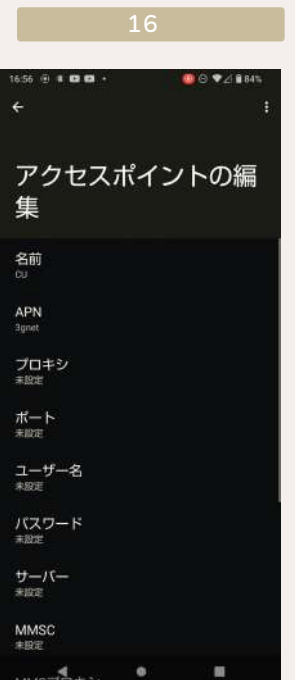 16
16:56
84%
アクセスポイントの編
集
名前
CU
APN
3gnet
プロキシ
未設定
ポート
未設定
ユーザー名
未設定
パスワード
未設定
サーバー
未設定
MMSC
未設定